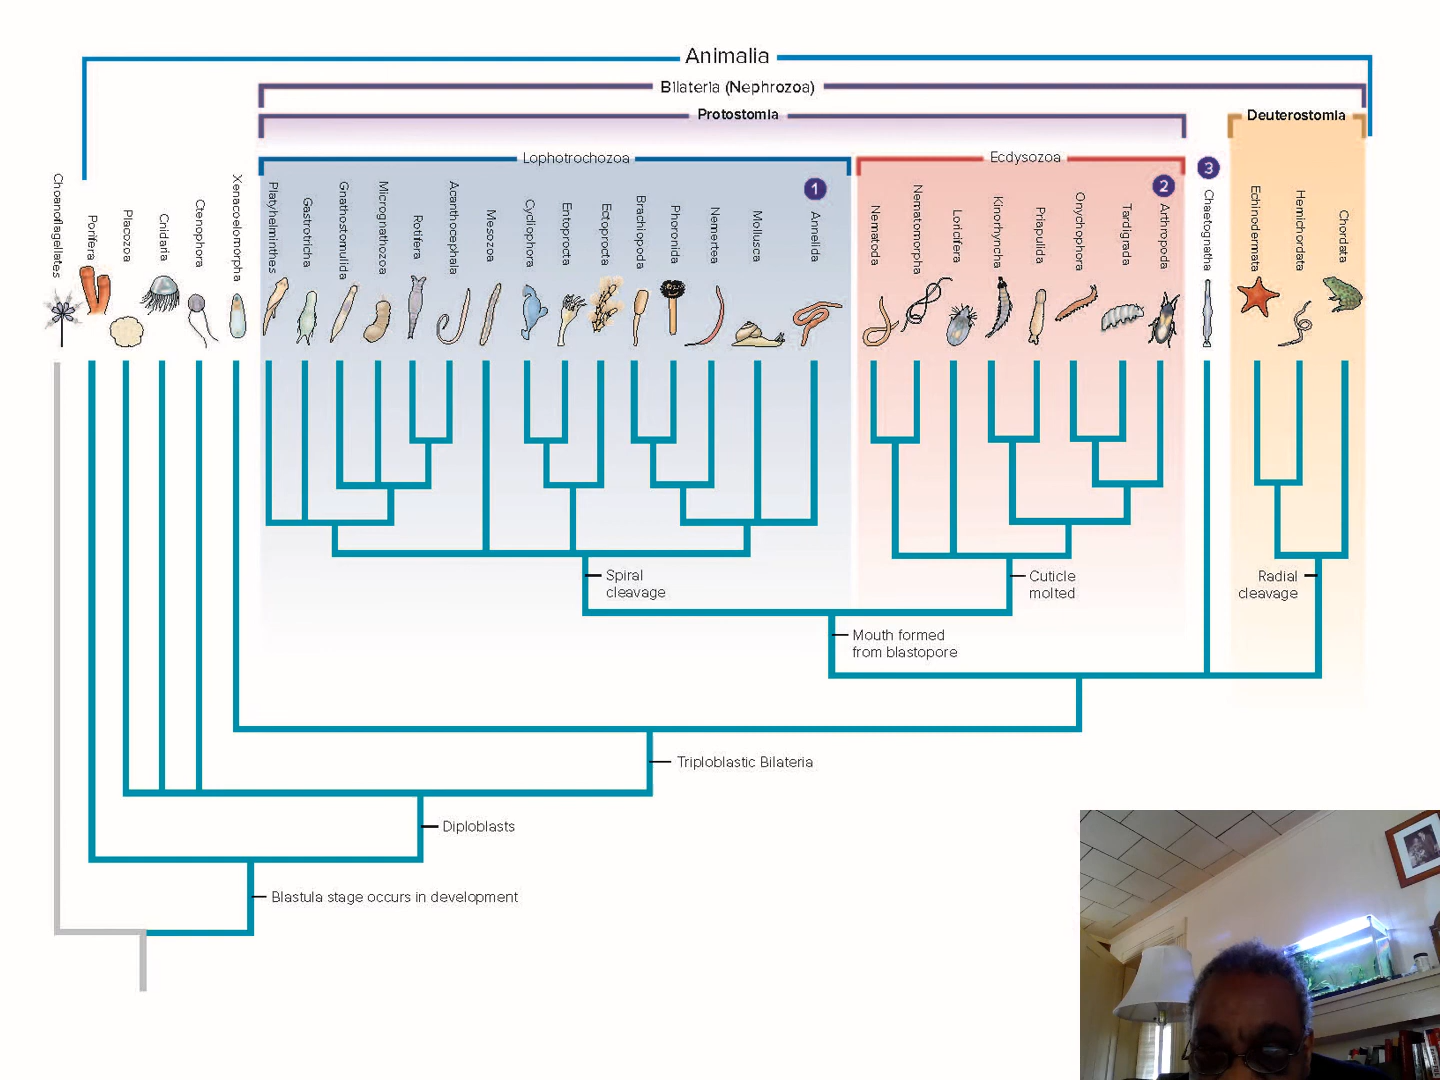 Animalia
Bilateria (Nephrozoa)
Protostomia
Deuterostomia
Lophotrochozoa
Ecdysozoa
1
2
3
Choanoflagellates
Porifera
Placozoa
Cnidaria
Ctenophora
Xenacoelomorpha
Platyhelminthes
Gastrotricha
Gnathostomulida
Micrognathozoa
Rotifera
Acanthocephala
Mesozoa
Cycliophora
Entoprocta
Ectoprocta
Brachiopoda
Phoronida
Nemertea
Mollusca
Annelida
Nematoda
Nematomorpha
Loricifera
Kinorhyncha
Priapulida
Onychophora
Tardigrada
Arthropoda
Chaetognatha
Echinodermata
Hemichordata
Chordata
Spiral
cleavage
Cuticle
molted
Radial
cleavage
Mouth formed
from blastopore
Triploblastic Bilateria
Diploblasts
Blastula stage occurs in development